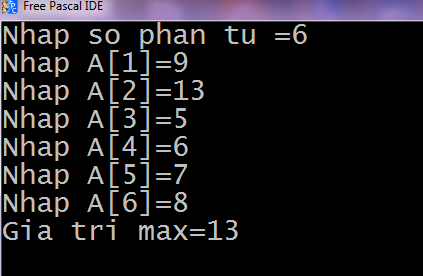 Free Pascal IDE
Nhap so phan tu =6
Nhap A[1]=9
Nhap A[2]=13
Nhap A[3]=5
Nhap A[4]=6
Nhap A[5]=7
Nhap A[6]=8
Gia tri max=13